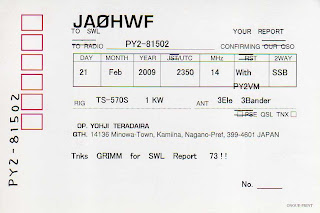 JAØHWF
TO SWL YOUR REPORT
TO RADIO PY2-81502 CONFIRMING OUR QSO
DAY MONTH YEAR JST/UTC MHz RST 2WAY
21 Feb 2009 2350 14 With SSB
PY2VM
RIG TS-570S 1 KW ANT 3Ele 3Bander
PSE QSL TNX
OP. YOHJI TERADAIRA
QTH. 14136 Minowa-Town, Kamiina, Nagano-Pref, 399-4601 JAPAN
Tnks GRIMM for SWL Report 73!!
No.
PY2-81502